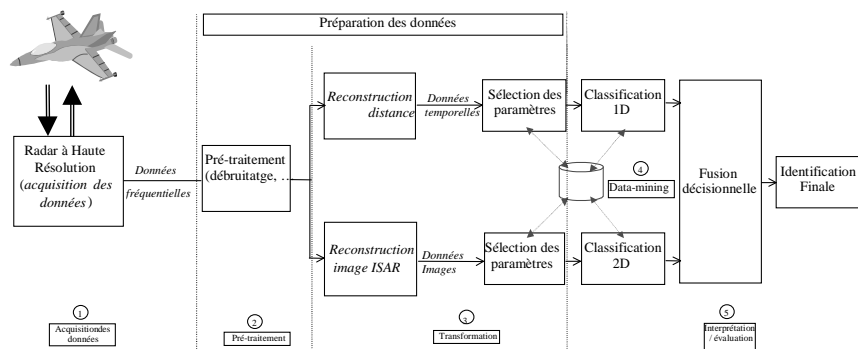 Préparation des données
Radar à Haute
Résolution
(acquisition des
données)
Données
fréquentielles
Pré-traitement
(débruitatge, ..
Reconstruction
distance
Données
temporelles
Sélection des
paramètres
Classification
1D
Reconstruction
image ISAR
Données
Images
Sélection des
paramètres
Classification
2D
4
Data-mining
Fusion
décisionnelle
Identification
Finale
1
Acquisitiondes
données
2
Pré-traitement
3
Transformation
5
Interprétation
/ évaluation